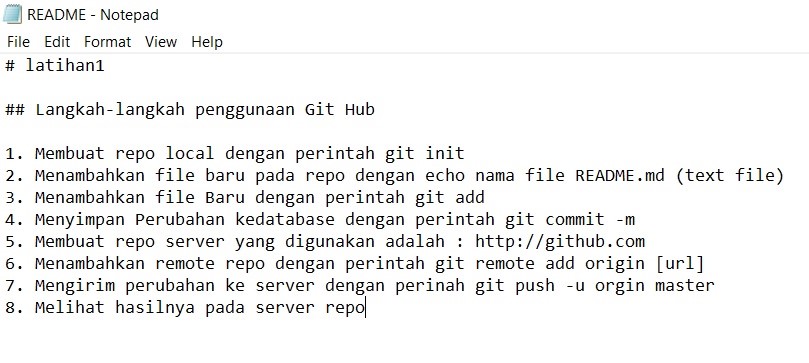 README - Notepad
File Edit Format View Help
# latihan1
## Langkah-langkah penggunaan Git Hub
1. Membuat repo local dengan perintah git init
2. Menambahkan file baru pada repo dengan echo nama file README.md (text file)
3. Menambahkan file Baru dengan perintah git add
4. Menyimpan Perubahan kedatabase dengan perintah git commit -m
5. Membuat repo server yang digunakan adalah : http://github.com
6. Menambahkan remote repo dengan perintah git remote add origin [url]
7. Mengirim perubahan ke server dengan perinah git push -u orgin master
8. Melihat hasilnya pada server repo